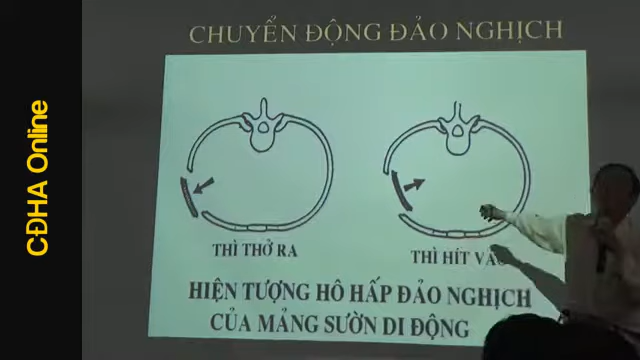 CHUYỂN ĐỘNG ĐẢO NGHỊCH
CĐHA Online
THÌ THỞ RA
THÌ HÍT VÀO
HIỆN TƯỢNG HÔ HẤP ĐẢO NGHỊCH
CỦA MẢNG SƯỜN DI ĐỘNG